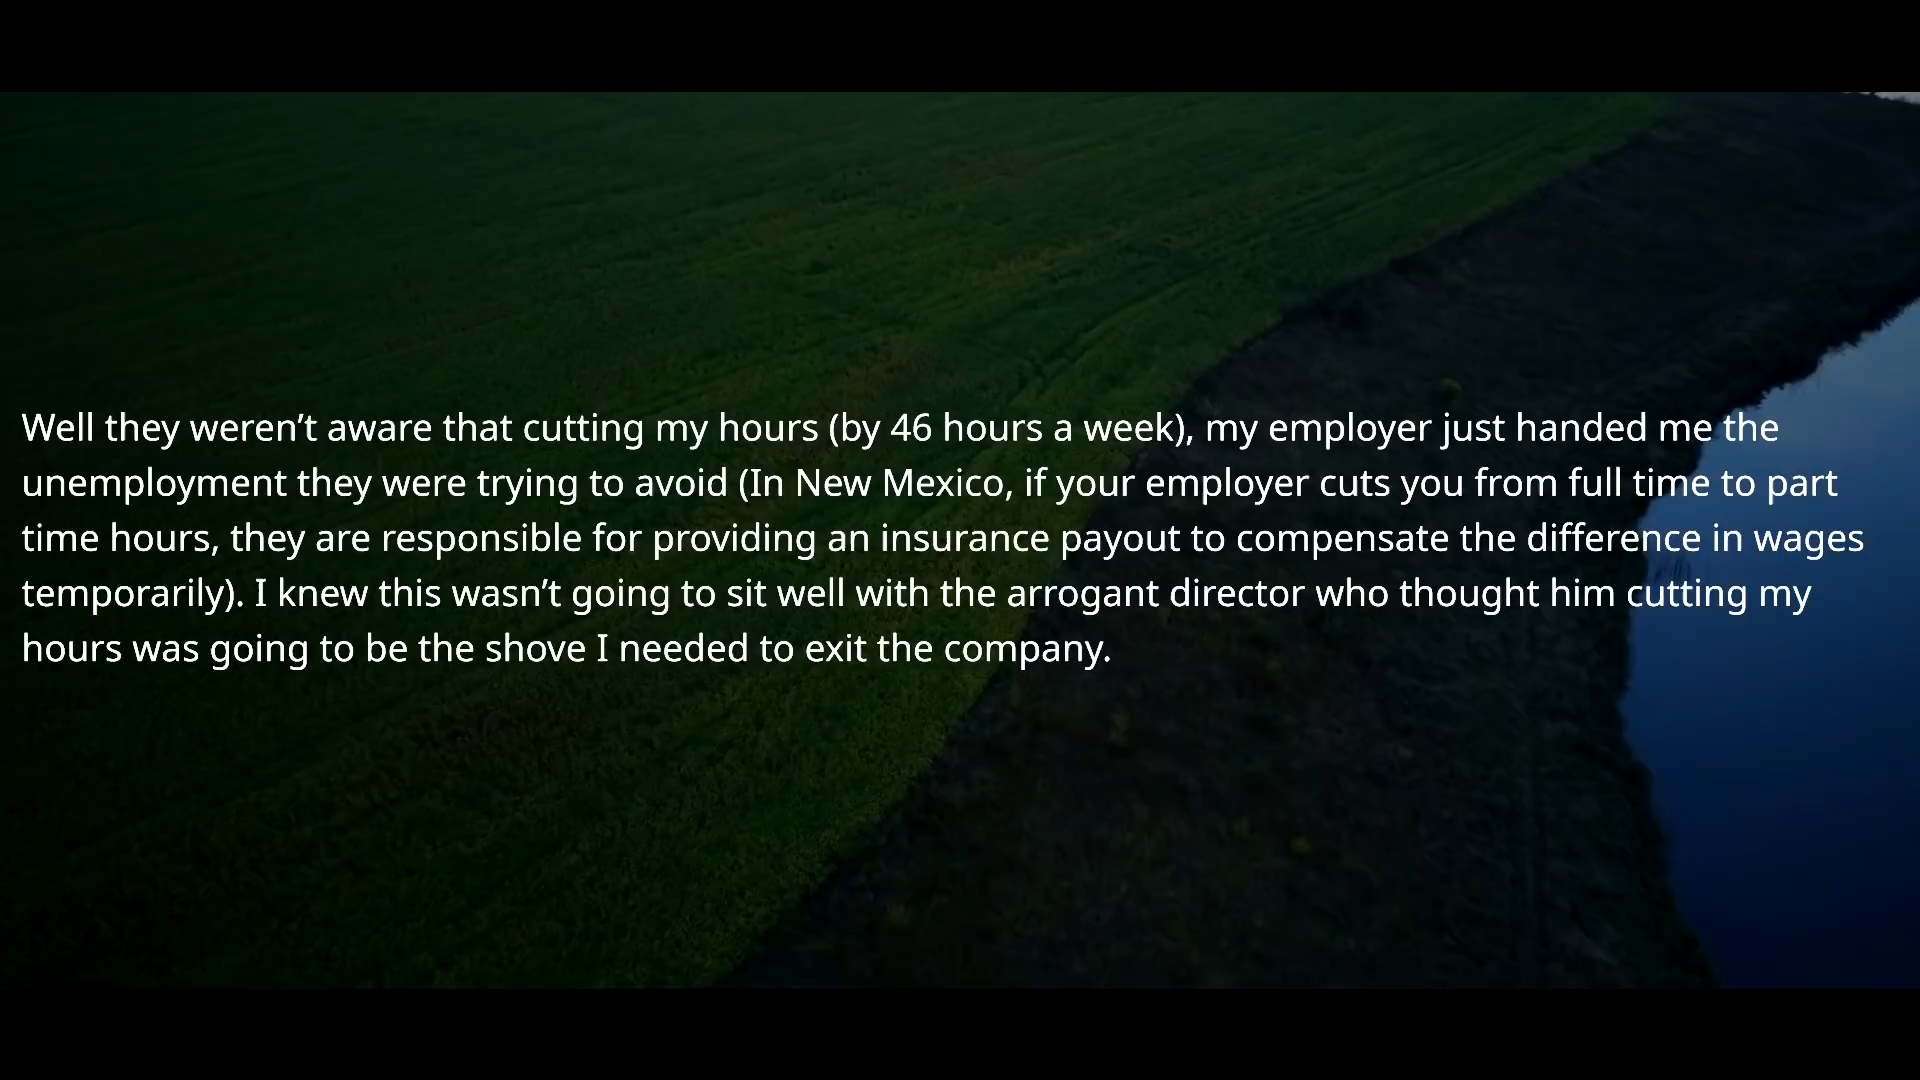 Well they weren’t aware that cutting my hours (by 46 hours a week), my employer just handed me the
unemployment they were trying to avoid (In New Mexico, if your employer cuts you from full time to part
time hours, they are responsible for providing an insurance payout to compensate the difference in wages
temporarily). I knew this wasn’t going to sit well with the arrogant director who thought him cutting my
hours was going to be the shove I needed to exit the company.